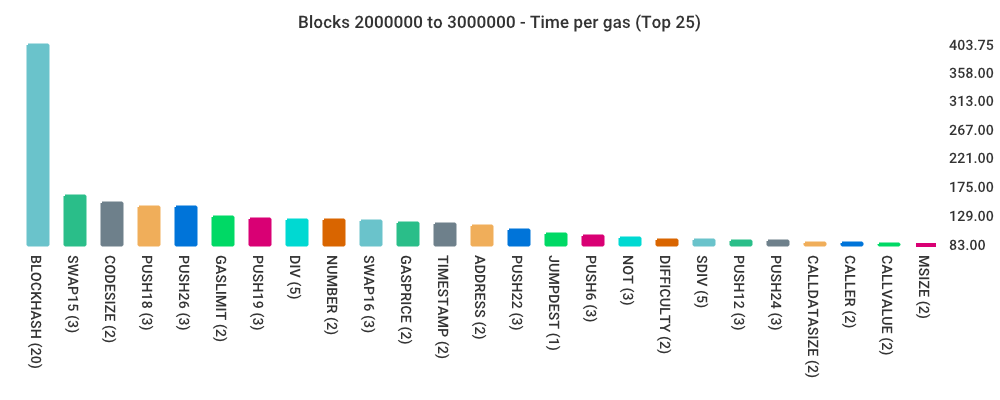 Blocks 2000000 to 3000000 - Time per gas (Top 25)
403.75
358.00
313.00
267.00
221.00
175.00
129.00
83.00
BLOCKHASH (20)
SWAP15 (3)
CODESIZE (2)
PUSH18 (3)
PUSH26 (3)
GASLIMIT (2)
PUSH19 (3)
DIV (5)
NUMBER (2)
SWAP16 (3)
GASPRICE (2)
TIMESTAMP (2)
ADDRESS (2)
PUSH22 (3)
JUMPDEST (1)
PUSH6 (3)
NOT (3)
DIFFICULTY (2)
SDIV (5)
PUSH12 (3)
PUSH24 (3)
CALLDATASIZE (2)
CALLER (2)
CALLVALUE (2)
MSIZE (2)